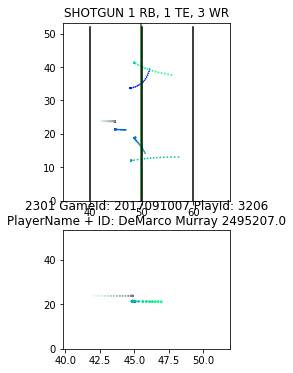 SHOTGUN 1 RB, 1 TE, 3 WR
50
40
30
20
10
0
40 50 60
2301 GameId: 2017091007 PlayId: 3206
PlayerName + ID: DeMarco Murray 2495207.0
40
20
0
40.0 42.5 45.0 47.5 50.0